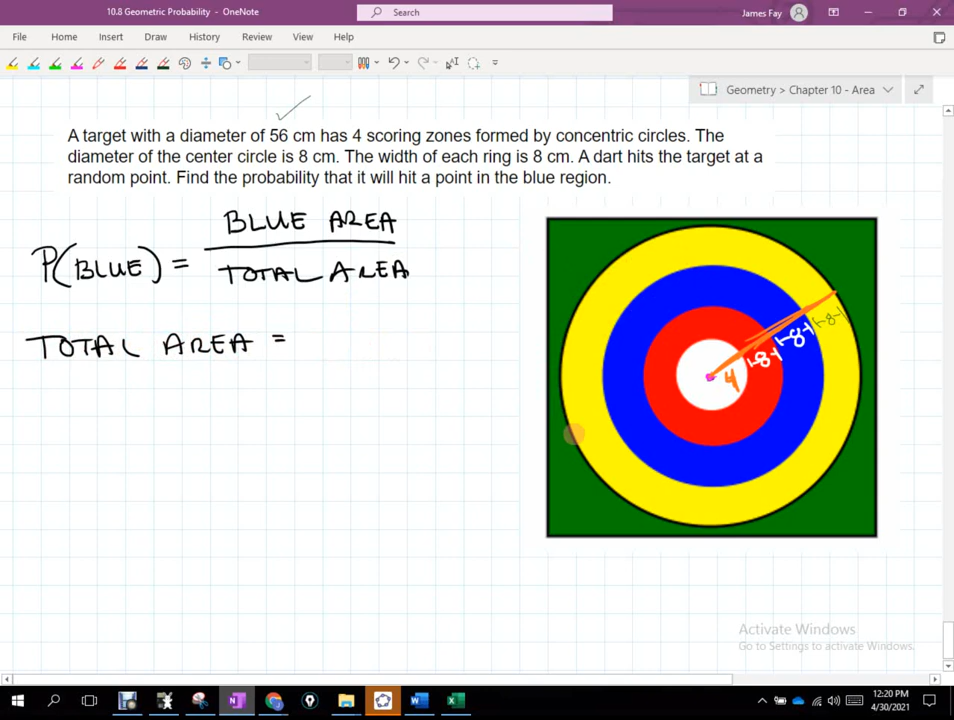 10.8 Geometric Probability - OneNote
Search
James Fay
File Home Insert Draw History Review View Help
Geometry > Chapter 10 - Area
A target with a diameter of 56 cm has 4 scoring zones formed by concentric circles. The
diameter of the center circle is 8 cm. The width of each ring is 8 cm. A dart hits the target at a
random point. Find the probability that it will hit a point in the blue region.
P(BLUE) = BLUE AREA
TOTAL AREA
TOTAL AREA =
4 8 8 8
Activate Windows
Go to Settings to activate Windows.
12:20 PM
4/30/2021